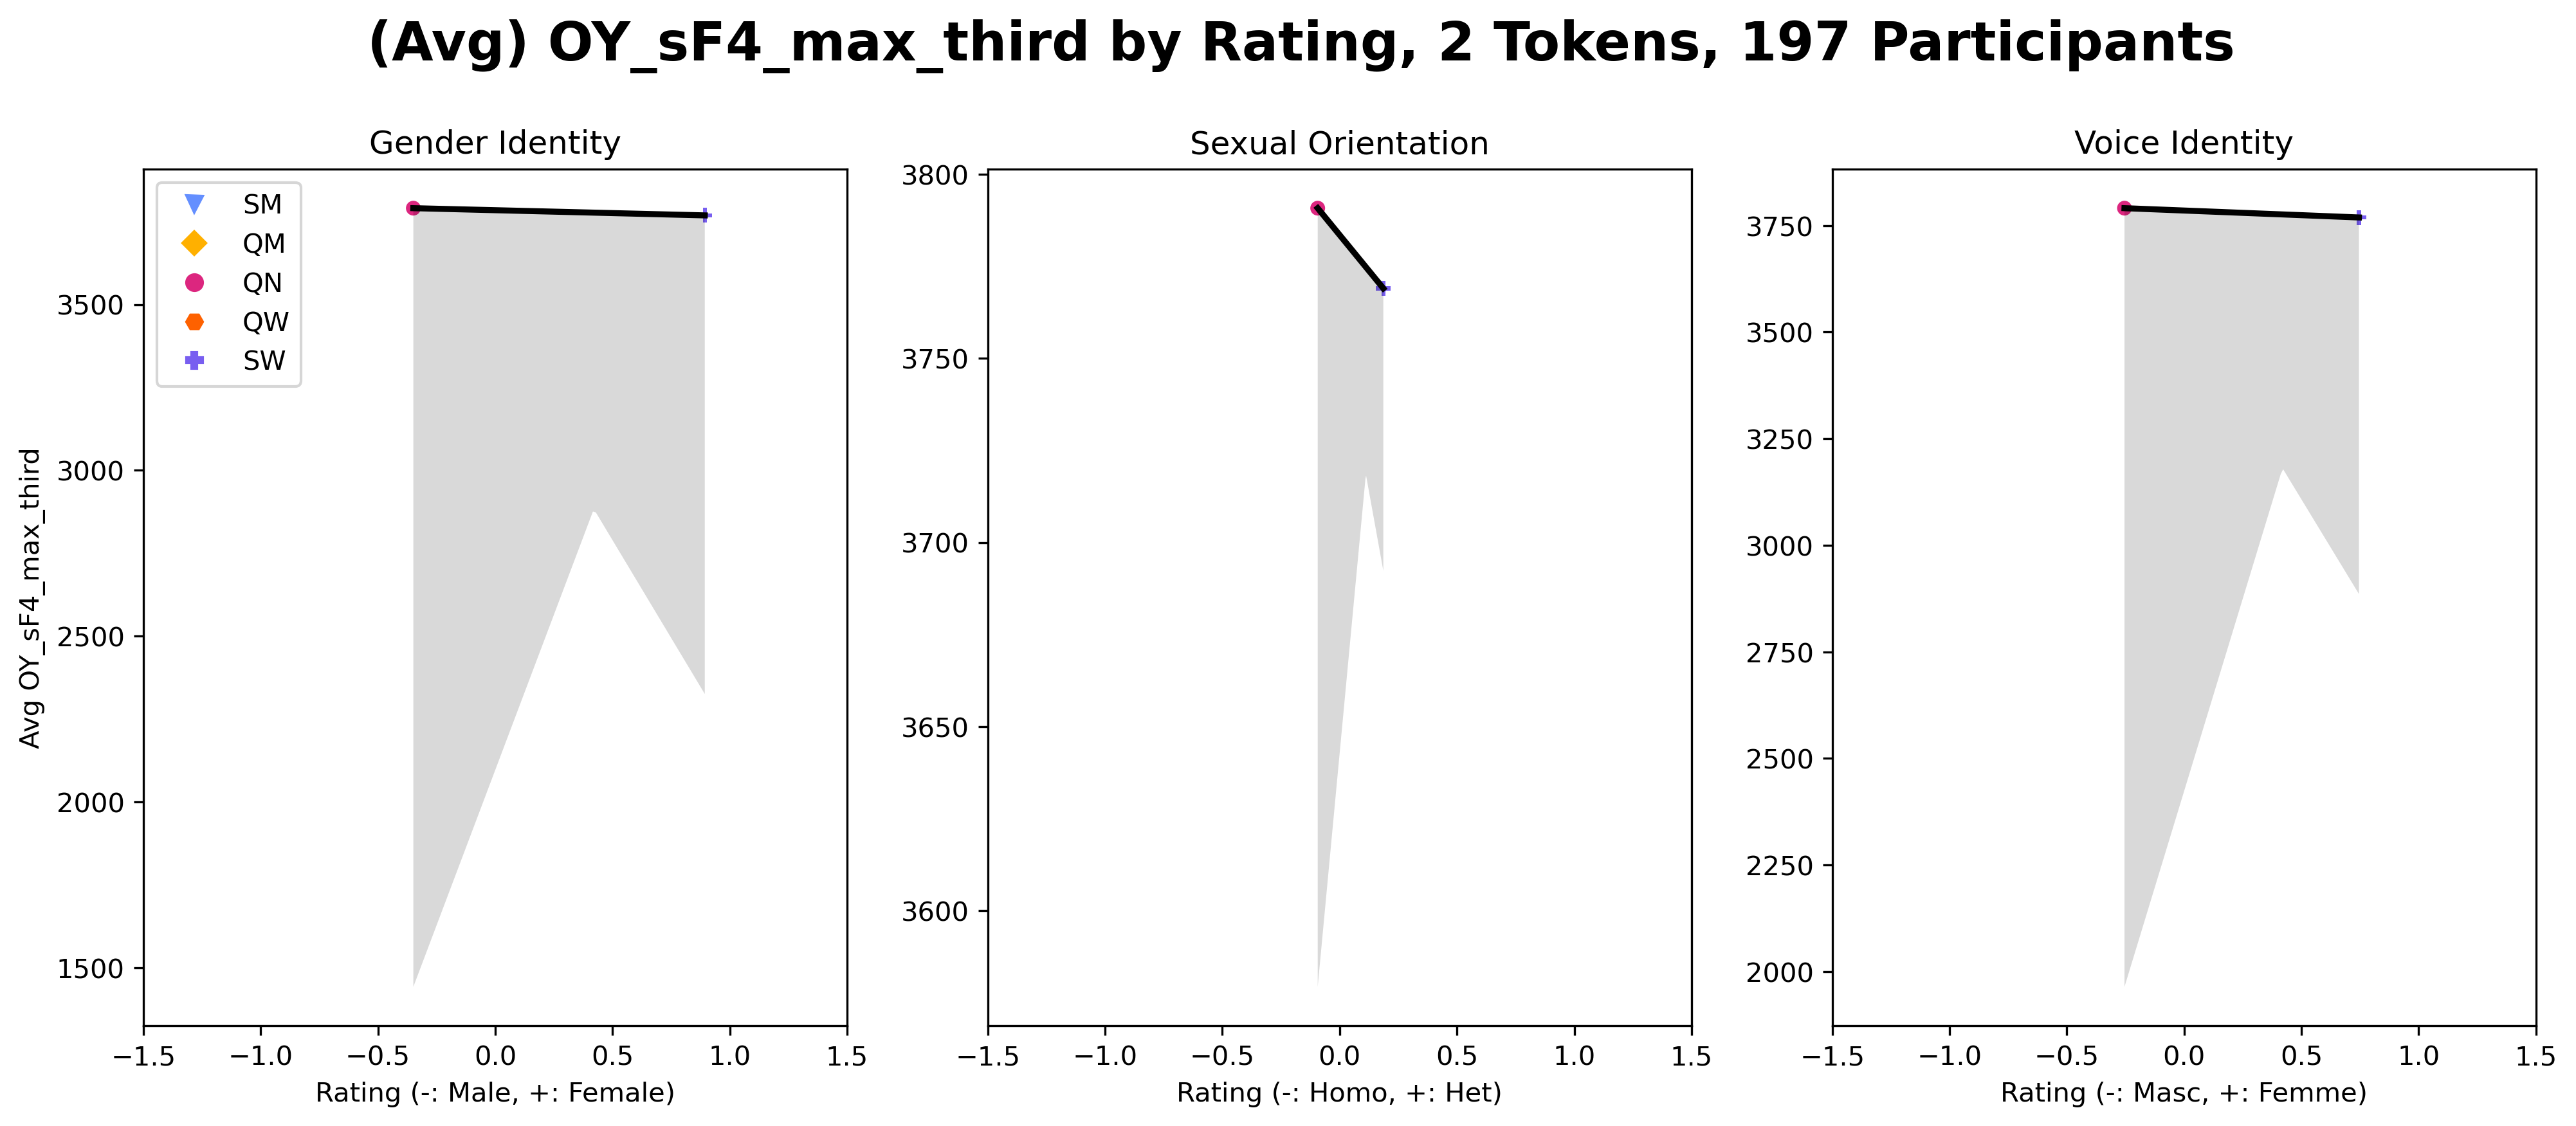 (Avg) OY_sF4_max_third by Rating, 2 Tokens, 197 Participants
Gender Identity
SM
QM
QN
QW
SW
Avg OY_sF4_max_third
3500
3000
2500
2000
1500
−1.5 −1.0 −0.5 0.0 0.5 1.0 1.5
Rating (-: Male, +: Female)
Sexual Orientation
3800
3750
3700
3650
3600
−1.5 −1.0 −0.5 0.0 0.5 1.0 1.5
Rating (-: Homo, +: Het)
Voice Identity
3750
3500
3250
3000
2750
2500
2250
2000
−1.5 −1.0 −0.5 0.0 0.5 1.0 1.5
Rating (-: Masc, +: Femme)